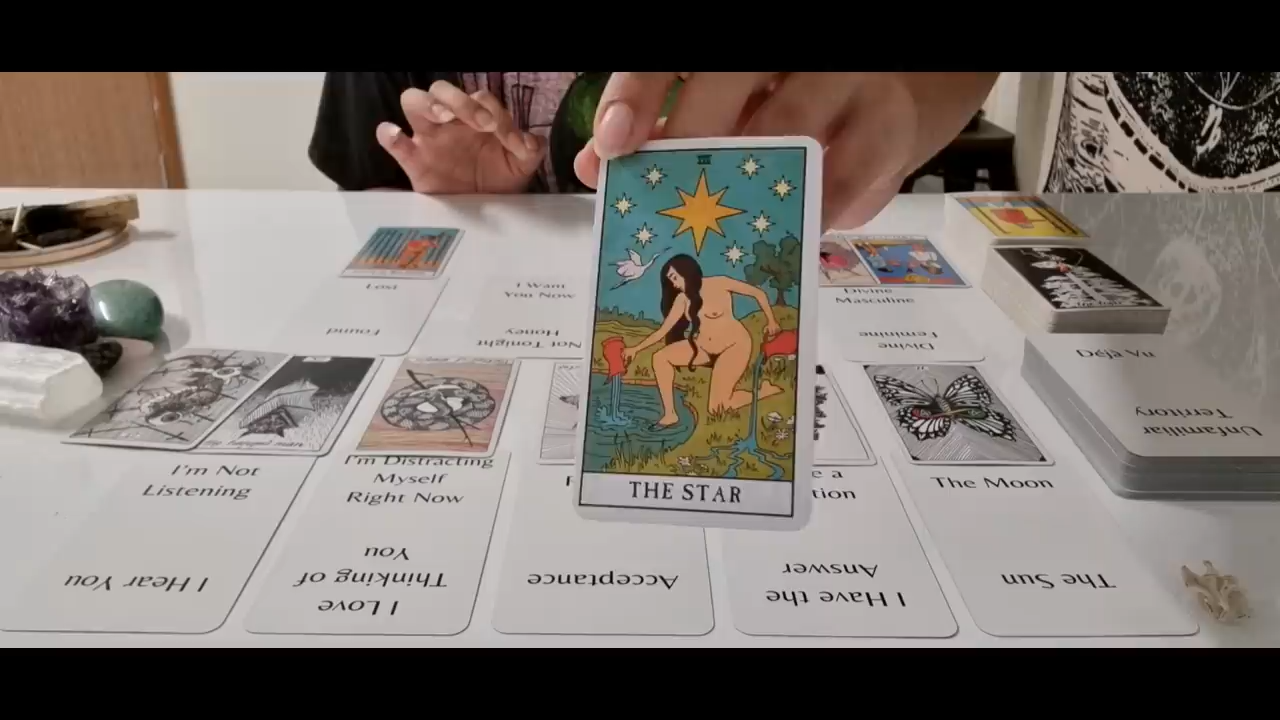 THE STAR
Lost
Found
I Want
You Now
Honey
Not Tonight
Divine
Masculine
Divine
Feminine
Déjà Vu
Unfamiliar
Territory
I'm Not
Listening
I Hear You
I'm Distracting
Myself
Right Now
I Love
Thinking of
You
Acceptance
I Have the
Answer
The Moon
The Sun